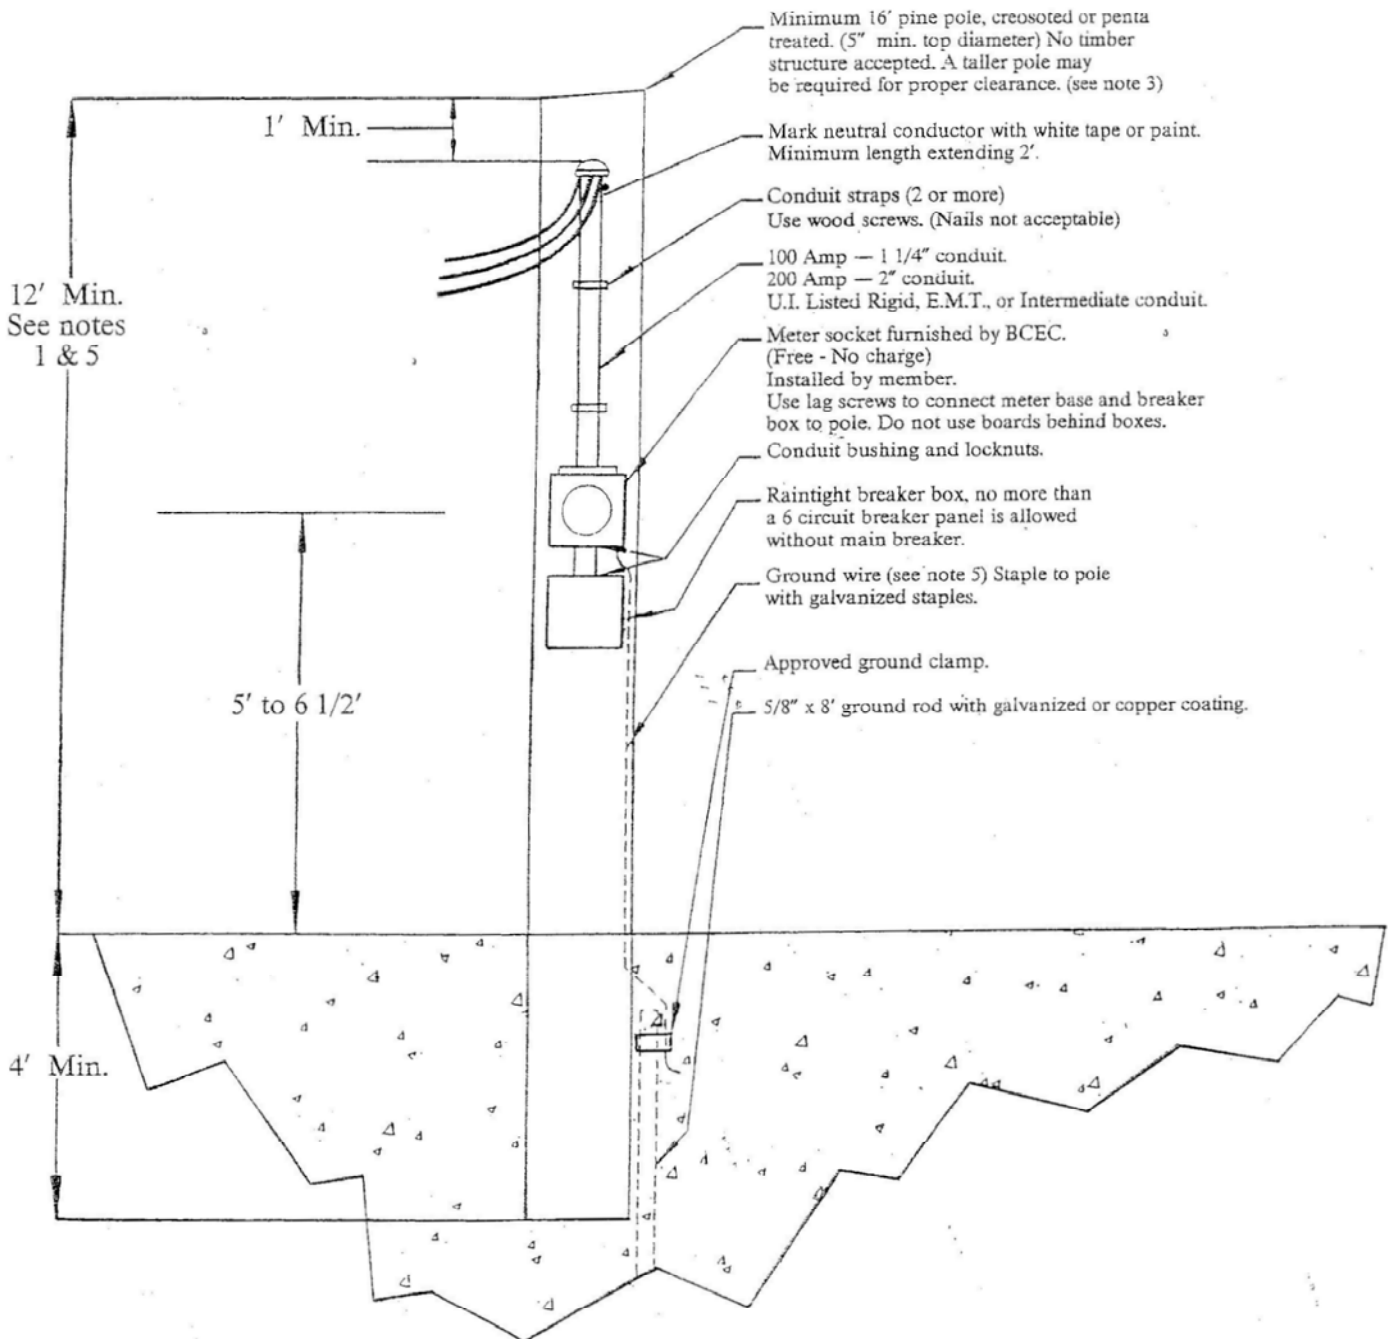 Minimum 16' pine pole, creosoted or penta
treated. (5" min. top diameter) No timber
structure accepted. A taller pole may
be required for proper clearance. (see note 3)
1' Min.
Mark neutral conductor with white tape or paint.
Minimum length extending 2'.
Conduit straps (2 or more)
Use wood screws. (Nails not acceptable)
100 Amp — 1 1/4" conduit.
200 Amp — 2" conduit.
U.I. Listed Rigid, E.M.T., or Intermediate conduit.
12' Min.
See notes
1 & 5
Meter socket furnished by BCEC.
(Free - No charge)
Installed by member.
Use lag screws to connect meter base and breaker
box to pole. Do not use boards behind boxes.
Conduit bushing and locknuts.
Raintight breaker box, no more than
a 6 circuit breaker panel is allowed
without main breaker.
Ground wire (see note 5) Staple to pole
with galvanized staples.
Approved ground clamp.
5' to 6 1/2'
5/8" x 8' ground rod with galvanized or copper coating.
4' Min.